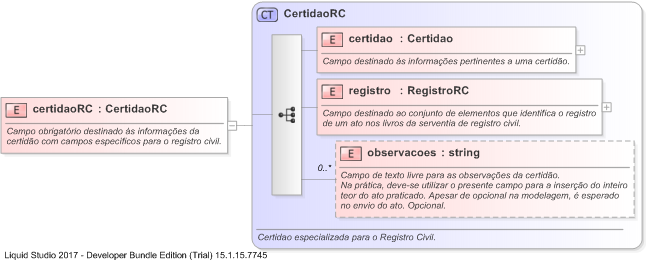 CT CertidaoRC
E certidao : Certidao
Campo destinado ás informações pertinentes a uma certidão.
E registro : RegistroRC
Campo destinado ao conjunto de elementos que identifica o registro
de um ato nos livros da serventia de registro civil.
E certidaoRC : CertidaoRC
Campo obrigatório destinado ás informações da
certidão com campos específicos para o registro civil.
E observacoes : string
0..*
Campo de texto livre para as observações da certidão.
Na prática, deve-se utilizar o presente campo para a inserção do inteiro
teor do ato praticado. Apesar de opcional na modelagem, é esperado
no envio do ato. Opcional.
Certidao especializada para o Registro Civil.
Liquid Studio 2017 - Developer Bundle Edition (Trial) 15.1.15.7745